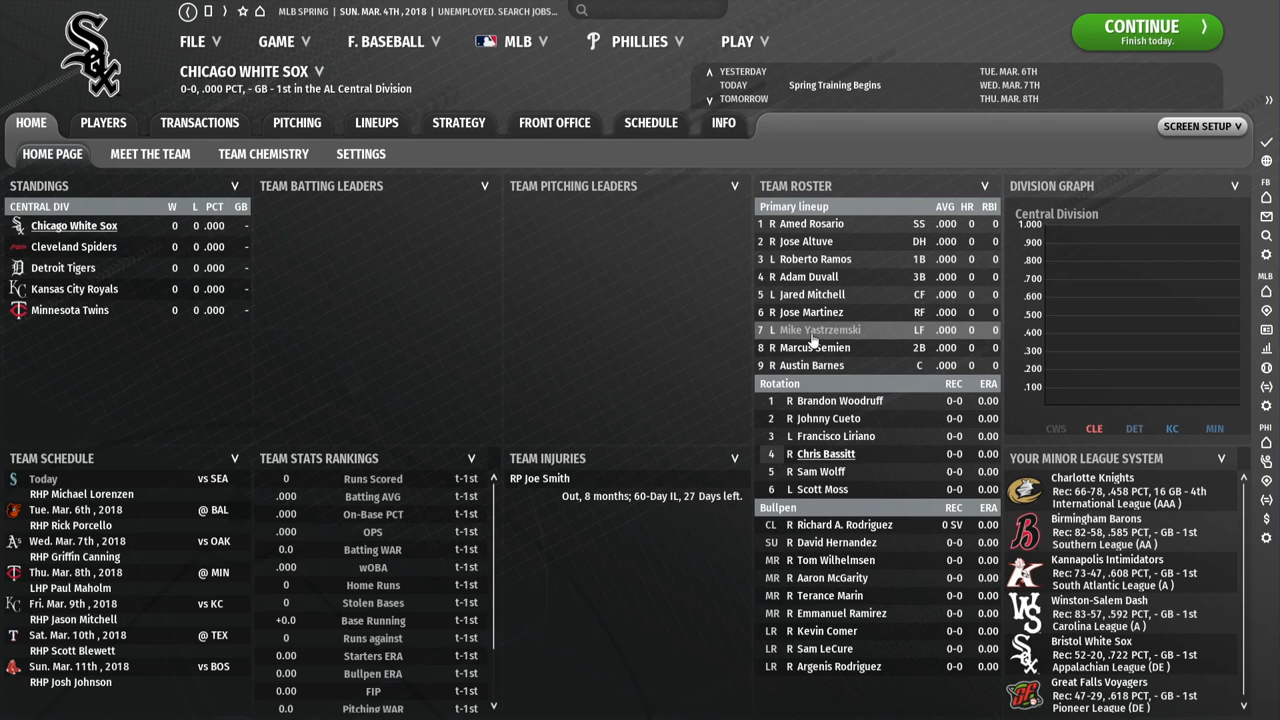 MLB SPRING | SUN. MAR. 4TH , 2018 | UNEMPLOYED. SEARCH JOBS...
FILE GAME F. BASEBALL MLB PHILLIES PLAY
CONTINUE
Finish today.
CHICAGO WHITE SOX
0-0, .000 PCT, - GB - 1st in the AL Central Division
YESTERDAY
TODAY Spring Training Begins
TOMORROW
TUE. MAR. 6TH
WED. MAR. 7TH
THU. MAR. 8TH
HOME PLAYERS TRANSACTIONS PITCHING LINEUPS STRATEGY FRONT OFFICE SCHEDULE INFO
SCREEN SETUP
HOME PAGE MEET THE TEAM TEAM CHEMISTRY SETTINGS
STANDINGS
CENTRAL DIV W L PCT GB
Chicago White Sox 0 0 .000 -
Cleveland Spiders 0 0 .000 -
Detroit Tigers 0 0 .000 -
Kansas City Royals 0 0 .000 -
Minnesota Twins 0 0 .000 -
TEAM BATTING LEADERS
TEAM PITCHING LEADERS
TEAM ROSTER
Primary lineup AVG HR RBI
1 R Amed Rosario SS .000 0 0
2 R Jose Altuve DH .000 0 0
3 L Roberto Ramos 1B .000 0 0
4 R Adam Duvall 3B .000 0 0
5 L Jared Mitchell CF .000 0 0
6 R Jose Martinez RF .000 0 0
7 L Mike Yastrzemski LF .000 0 0
8 R Marcus Semien 2B .000 0 0
9 R Austin Barnes C .000 0 0
Rotation REC ERA
1 R Brandon Woodruff 0-0 0.00
2 R Johnny Cueto 0-0 0.00
3 L Francisco Liriano 0-0 0.00
4 R Chris Bassitt 0-0 0.00
5 R Sam Wolff 0-0 0.00
6 L Scott Moss 0-0 0.00
Bullpen REC ERA
CL R Richard A. Rodriguez 0 SV 0.00
SU R David Hernandez 0-0 0.00
MR R Tom Wilhelmsen 0-0 0.00
MR R Aaron McGarity 0-0 0.00
MR R Terance Marin 0-0 0.00
MR R Emmanuel Ramirez 0-0 0.00
LR R Kevin Comer 0-0 0.00
LR R Sam LeCure 0-0 0.00
LR R Argenis Rodriguez 0-0 0.00
DIVISION GRAPH
Central Division
1.000
.900
.800
.700
.600
.500
.400
.300
.200
.100
CWS CLE DET KC MIN
TEAM SCHEDULE
Today vs SEA
RHP Michael Lorenzen
Tue. Mar. 6th , 2018 @ BAL
RHP Rick Porcello
Wed. Mar. 7th , 2018 vs OAK
RHP Griffin Canning
Thu. Mar. 8th , 2018 @ MIN
LHP Paul Maholm
Fri. Mar. 9th , 2018 vs KC
RHP Jason Mitchell
Sat. Mar. 10th , 2018 @ TEX
RHP Scott Blewett
Sun. Mar. 11th , 2018 vs BOS
RHP Josh Johnson
TEAM STATS RANKINGS
0 Runs Scored t-1st
.000 Batting AVG t-1st
.000 On-Base PCT t-1st
.000 OPS t-1st
0.0 Batting WAR t-1st
.000 wOBA t-1st
0 Home Runs t-1st
0 Stolen Bases t-1st
+0.0 Base Running t-1st
0 Runs against t-1st
0.00 Starters ERA t-1st
0.00 Bullpen ERA t-1st
0.00 FIP t-1st
0.0 Pitching WAR t-1st
TEAM INJURIES
RP Joe Smith
Out, 8 months; 60-Day IL, 27 Days left.
YOUR MINOR LEAGUE SYSTEM
Charlotte Knights
Rec: 66-78, .458 PCT, 16 GB - 4th
International League (AAA )
Birmingham Barons
Rec: 82-58, .585 PCT, - GB - 1st
Southern League (AA )
Kannapolis Intimidators
Rec: 73-47, .608 PCT, - GB - 1st
South Atlantic League (A )
Winston-Salem Dash
Rec: 83-57, .592 PCT, - GB - 1st
Carolina League (A )
Bristol White Sox
Rec: 52-20, .722 PCT, - GB - 1st
Appalachian League (DE )
Great Falls Voyagers
Rec: 47-29, .618 PCT, - GB - 1st
Pioneer League (DE )
FB
MLB
PHI